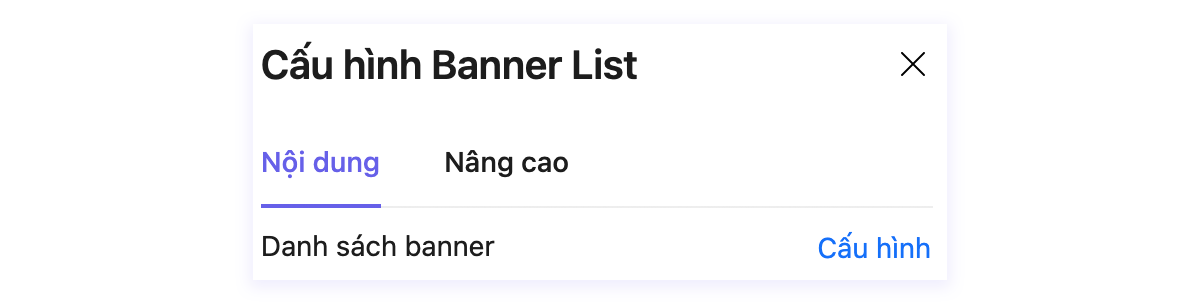 Cấu hình Banner List
Nội dung
Nâng cao
Danh sách banner
Cấu hình